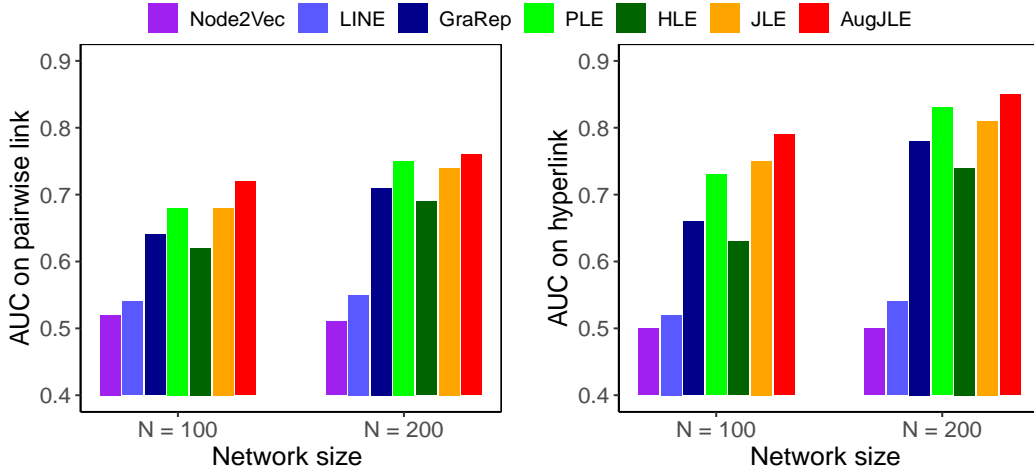 Node2Vec LINE GraRep PLE HLE JLE AugJLE
AUC on pairwise link
0.9
0.8
0.7
0.6
0.5
0.4
N = 100 N = 200
Network size
AUC on hyperlink
0.9
0.8
0.7
0.6
0.5
0.4
N = 100 N = 200
Network size